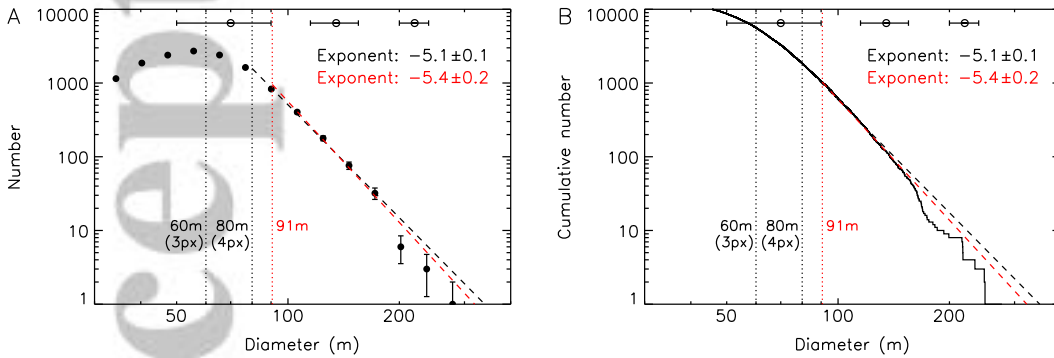 A
Exponent: −5.1±0.1
Exponent: −5.4±0.2
10000
1000
100
10
1
Number
60m
(3px)
80m
(4px)
91m
50
100
200
Diameter (m)
B
Exponent: −5.1±0.1
Exponent: −5.4±0.2
10000
1000
100
10
1
Cumulative number
60m
(3px)
80m
(4px)
91m
50
100
200
Diameter (m)
cep